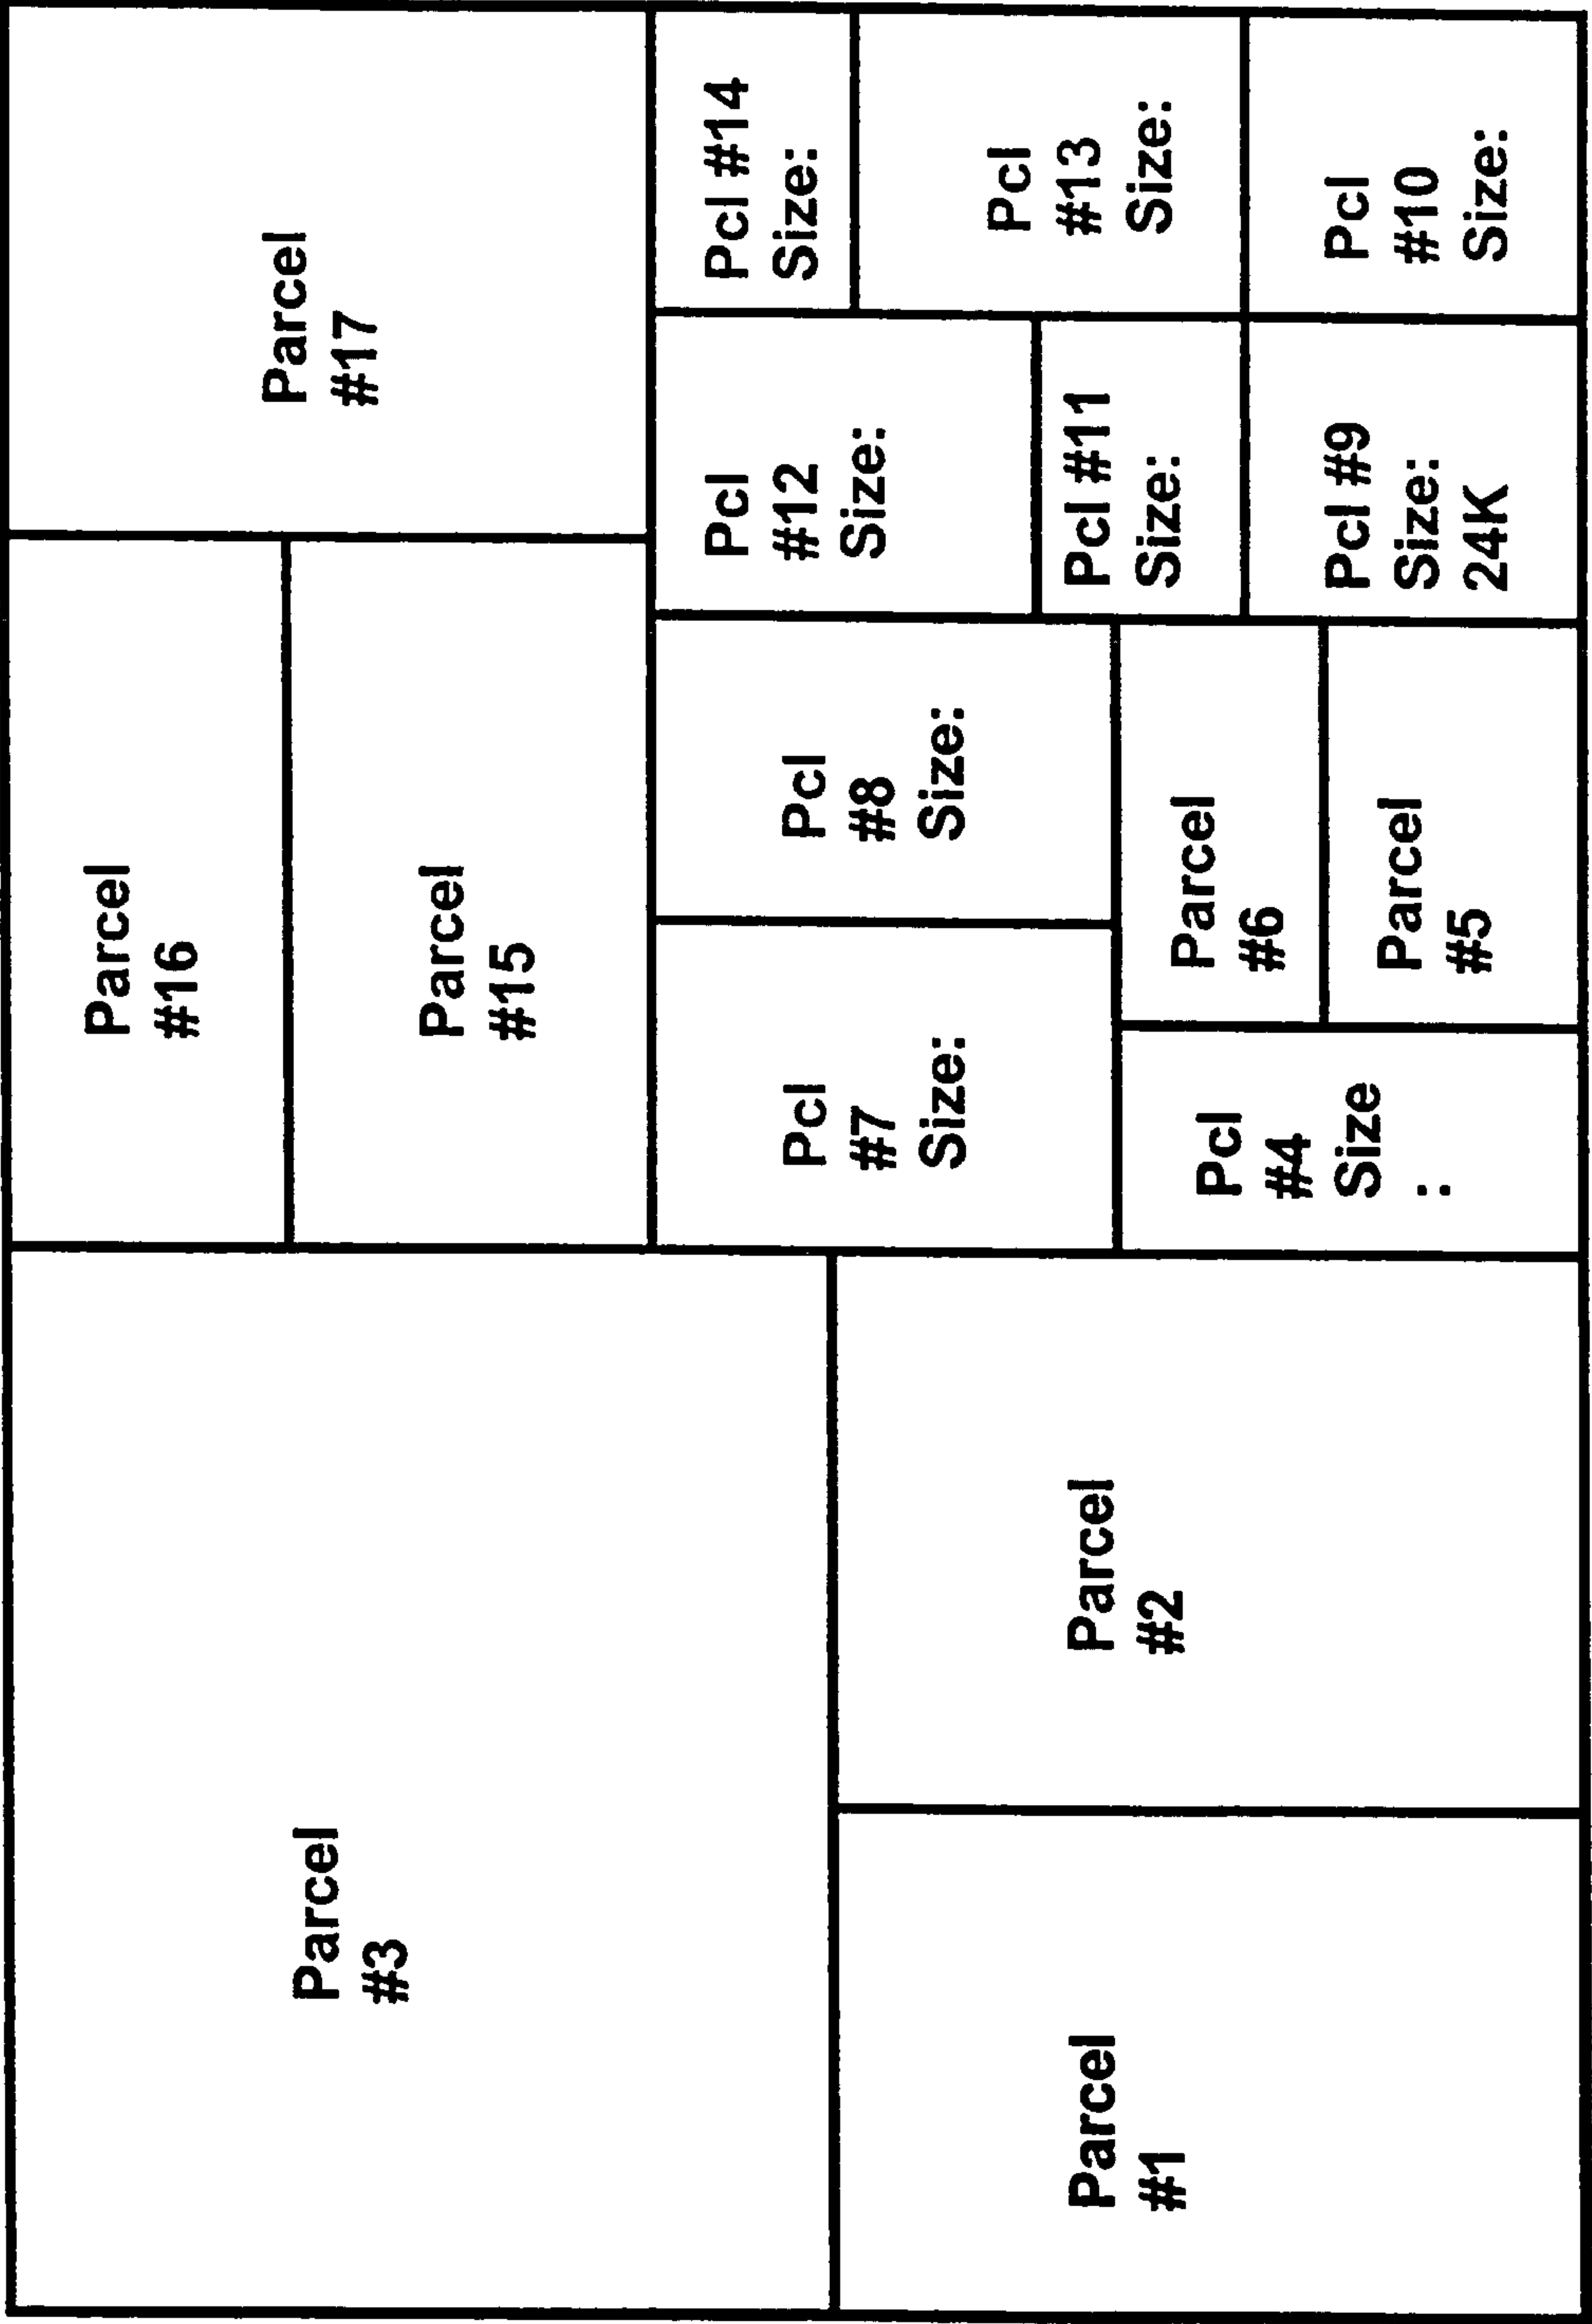 Parcel
#3
Parcel
#16
Parcel
#15
Parcel
#17
Parcel
#1
Parcel
#2
Pcl
#7
Size:
Pcl
#8
Size:
Pcl
#12
Size:
Pcl #14
Size:
Pcl #11
Size:
Pcl
#13
Size:
Pcl
#4
Size
:
Parcel
#6
Parcel
#5
Pcl #9
Size:
24K
Pcl
#10
Size: